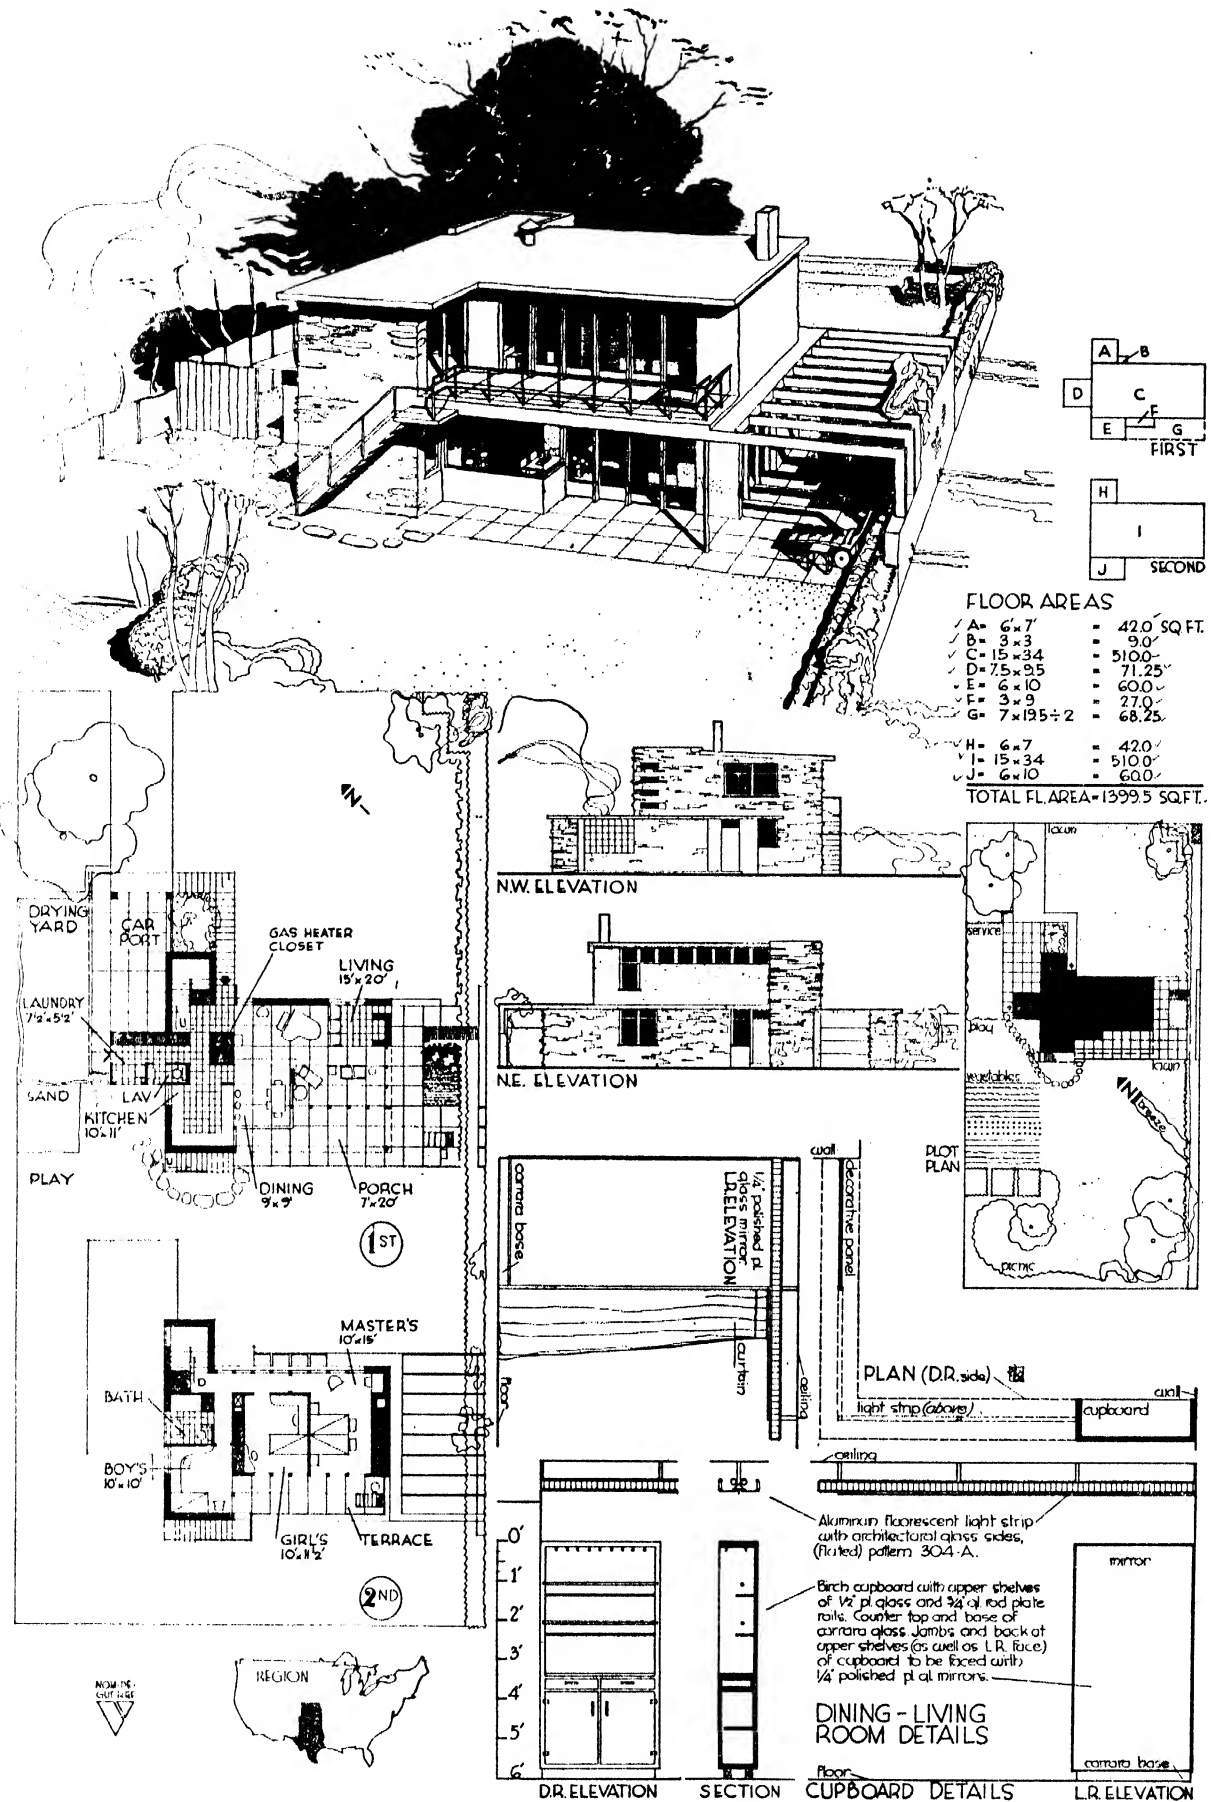 A
B
C
D
E
F
G
FIRST
H
I
J
SECOND
FLOOR AREAS
A= 6'x7' = 42.0 SQ.FT.
B= 3x3 = 9.0
C= 15x34 = 510.0
D= 7.5x9.5 = 71.25
E= 6x10 = 60.0
F= 3x9 = 27.0
G= 7x19.5÷2 = 68.25
H= 6x7 = 42.0
I= 15x34 = 510.0
J= 6x10 = 60.0
TOTAL FL. AREA=1399.5 SQ.FT.
N
DRYING
YARD
CAR
PORT
GAS HEATER
CLOSET
LIVING
15'x20'
LAUNDRY
7'2"x5'2"
SAND
LAV
KITCHEN
10'x11'
PLAY
DINING
9'x9'
PORCH
7'x20'
1ST
N.W. ELEVATION
N.E. ELEVATION
lawn
service
play
lawn
vegetables
N
breeze
PLOT
PLAN
picnic
MASTER'S
10'x15'
BATH
BOY'S
10'x10'
GIRL'S
TERRACE
2ND
carrara base
1/4" polished pl.
glass mirror
L.R. ELEVATION
curtain
floor
ceiling
wall
decorative panel
PLAN (D.R. side)
light strip (above)
wall
cupboard
ceiling
Aluminum fluorescent light strip
with architectural glass sides,
(fluted) pattern 304-A.
Birch cupboard with upper shelves
of 1/2" pl. glass and 3/4" gl. rod plate
rails. Counter top and base of
carrara glass. Jambs and back of
upper shelves (as well as L.R. face)
of cupboard to be faced with
1/4" polished pl. gl. mirrors.
mirror
DINING-LIVING
ROOM DETAILS
0'
1'
2'
3'
4'
5'
6'
floor
carrara base
D.R. ELEVATION
SECTION
CUPBOARD DETAILS
L.R. ELEVATION
NOM-DE-
GUERRE
REGION